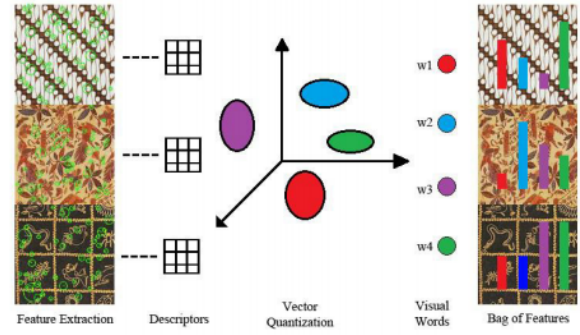 w1
w2
w3
w4
Feature Extraction
Descriptors
Vector
Quantization
Visual
Words
Bag of Features